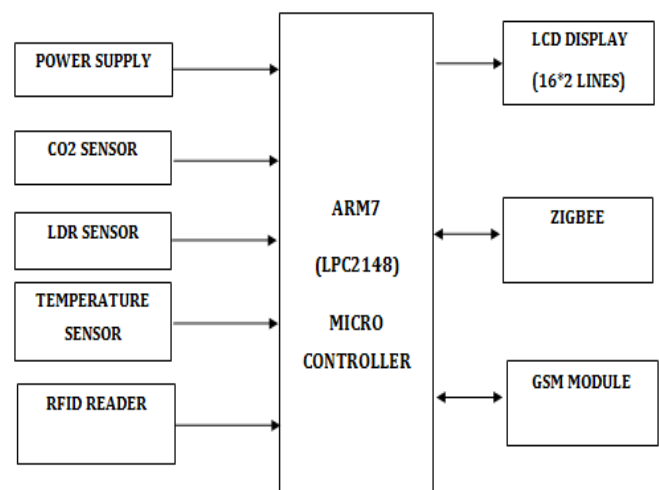 POWER SUPPLY
CO2 SENSOR
LDR SENSOR
TEMPERATURE
SENSOR
RFID READER
ARM7
(LPC2148)
MICRO
CONTROLLER
LCD DISPLAY
(16*2 LINES)
ZIGBEE
GSM MODULE